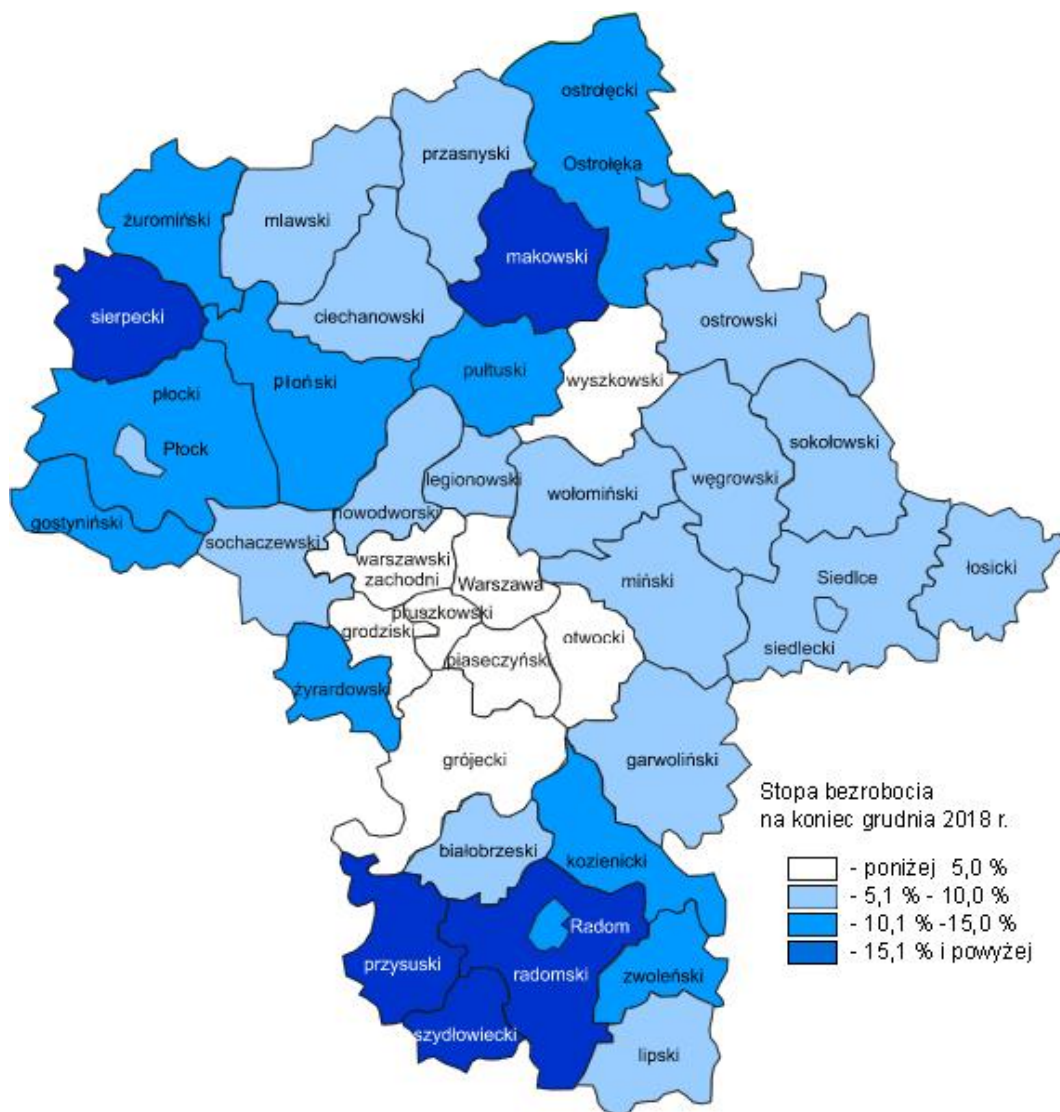 ostrołęcki
przasnyski
Ostrołęka
żuromiński
mlawski
makowski
sierpecki
ciechanowski
ostrowski
płoński
pułtuski
wyszkowski
płocki
Płock
sokołowski
węgrowski
legionowski
wołomiński
gostyniński
nowodworski
sochaczewski
warszawski
zachodni
Warszawa
miński
Siedlce
łosicki
pruszkowski
grodziski
otwocki
siedlecki
piaseczyński
żyrardowski
grójecki
garwoliński
Stopa bezrobocia
na koniec grudnia 2018 r.
białobrzeski
kozienicki
- poniżej 5,0 %
- 5,1 % - 10,0 %
- 10,1 % -15,0 %
- 15,1 % i powyżej
Radom
przysuski
radomski
zwoleński
szydłowiecki
lipski